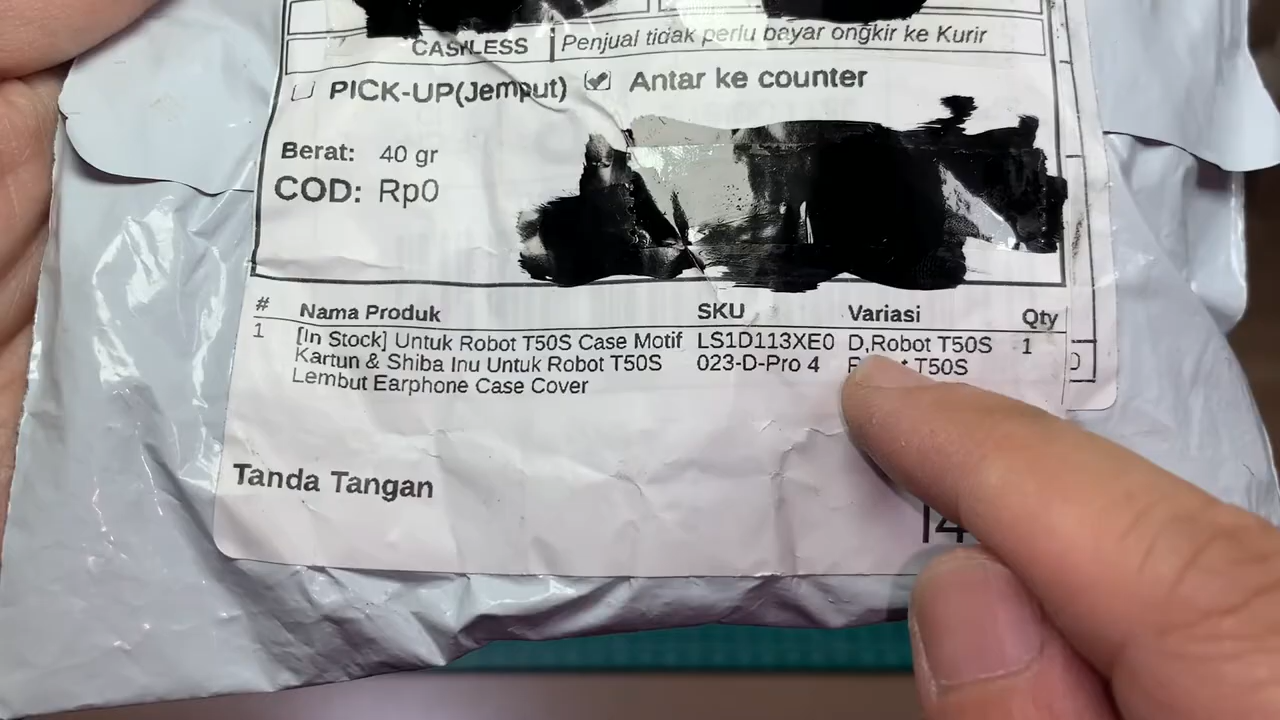 CASHLESS Penjual tidak perlu bayar ongkir ke Kurir
PICK-UP(Jemput) Antar ke counter
Berat: 40 gr
COD: Rp0
# Nama Produk SKU Variasi Qty
1 [In Stock] Untuk Robot T50S Case Motif LS1D113XE0 D,Robot T50S 1
Kartun & Shiba Inu Untuk Robot T50S 023-D-Pro 4 T50S
Lembut Earphone Case Cover
Tanda Tangan